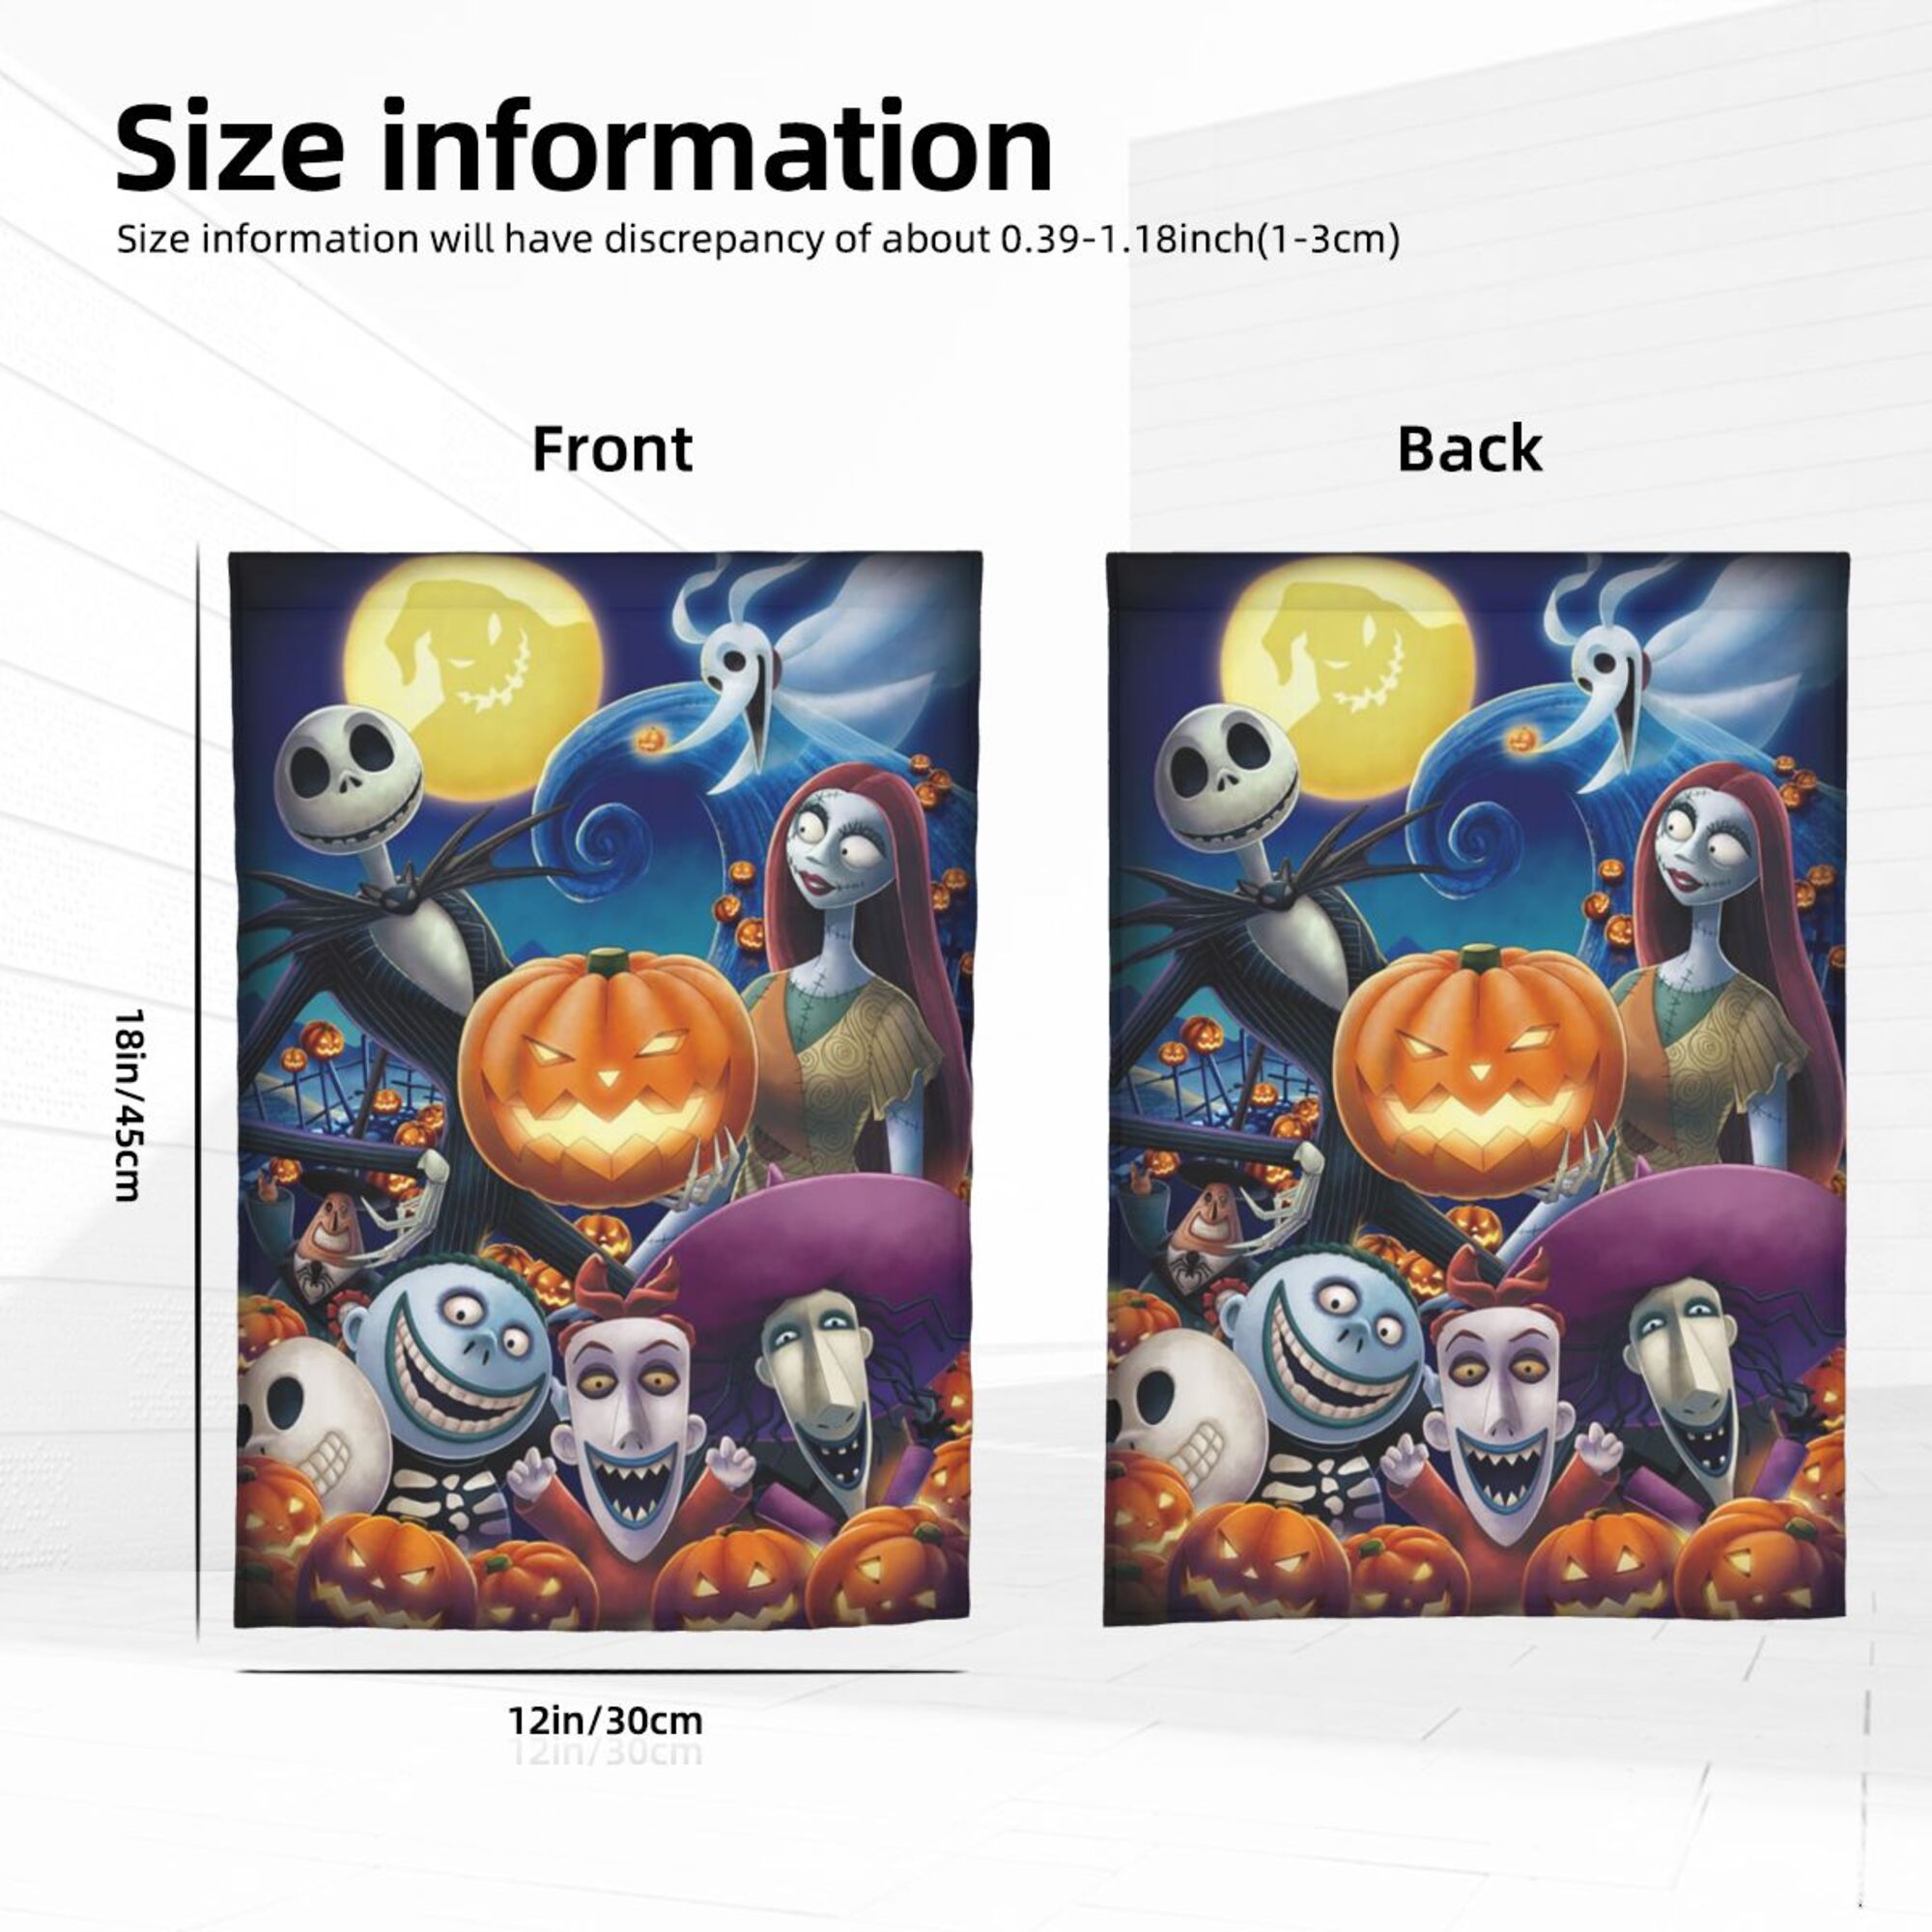 Size information
Size information will have discrepancy of about 0.39-1.18inch(1-3cm)
Front
Back
18in/45cm
12in/30cm
12in/30cm